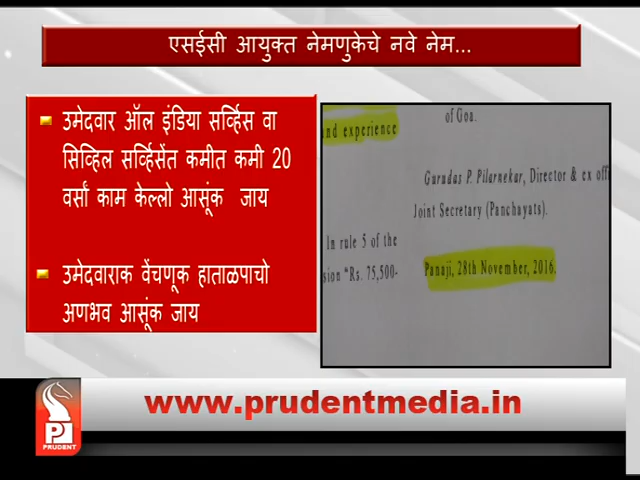 एसईसी आयुक्त नेमणुकेचे नवे नेम...
उमेदवार ऑल इंडिया सर्व्हिस वा
सिव्हिल सर्व्हिसेंत कमीत कमी 20
वर्सां काम केल्लो आसूंक जाय
उमेदवाराक वेंचणूक हाताळपाचो
अणभव आसूंक जाय
of Goa.
nd experience
Gurudas P. Pilarnekar, Director & ex offi
Joint Secretary (Panchayats).
In rule 5 of the
sion "Rs. 75,500-
Panaji, 28th November, 2016.
www.prudentmedia.in
P
PRUDENT